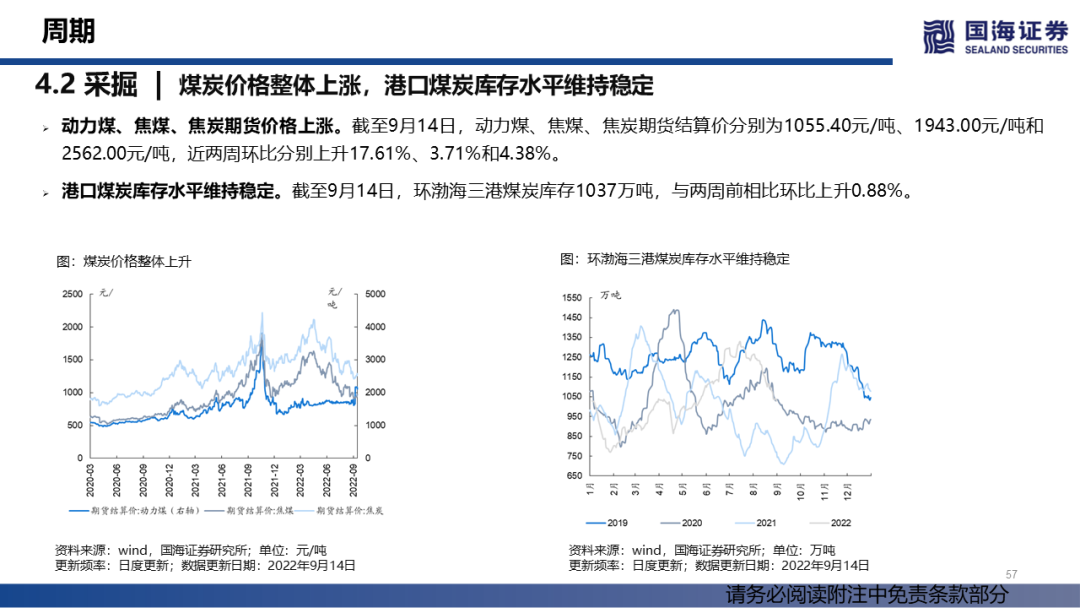 周期
国海证券
SEALAND SECURITIES
4.2 采掘 | 煤炭价格整体上涨，港口煤炭库存水平维持稳定
动力煤、焦煤、焦炭期货价格上涨。截至9月14日，动力煤、焦煤、焦炭期货结算价分别为1055.40元/吨、1943.00元/吨和
2562.00元/吨，近两周环比分别上升17.61%、3.71%和4.38%。
港口煤炭库存水平维持稳定。截至9月14日，环渤海三港煤炭库存1037万吨，与两周前相比环比上升0.88%。
图：煤炭价格整体上升
2500
2000
1500
1000
500
0
元/
元/
吨
5000
4000
3000
2000
1000
0
2020-03
2020-06
2020-09
2020-12
2021-03
2021-06
2021-09
2021-12
2022-03
2022-06
2022-09
期货结算价:动力煤（右轴）
期货结算价:焦煤
期货结算价:焦炭
资料来源：wind，国海证券研究所；单位：元/吨
更新频率：日度更新；数据更新日期：2022年9月14日
图：环渤海三港煤炭库存水平维持稳定
万吨
1550
1450
1350
1250
1150
1050
950
850
750
650
1月
2月
3月
4月
5月
6月
7月
8月
9月
10月
11月
12月
2019
2020
2021
2022
资料来源：wind，国海证券研究所；单位：万吨
更新频率：日度更新；数据更新日期：2022年9月14日
57
请务必阅读附注中免责条款部分